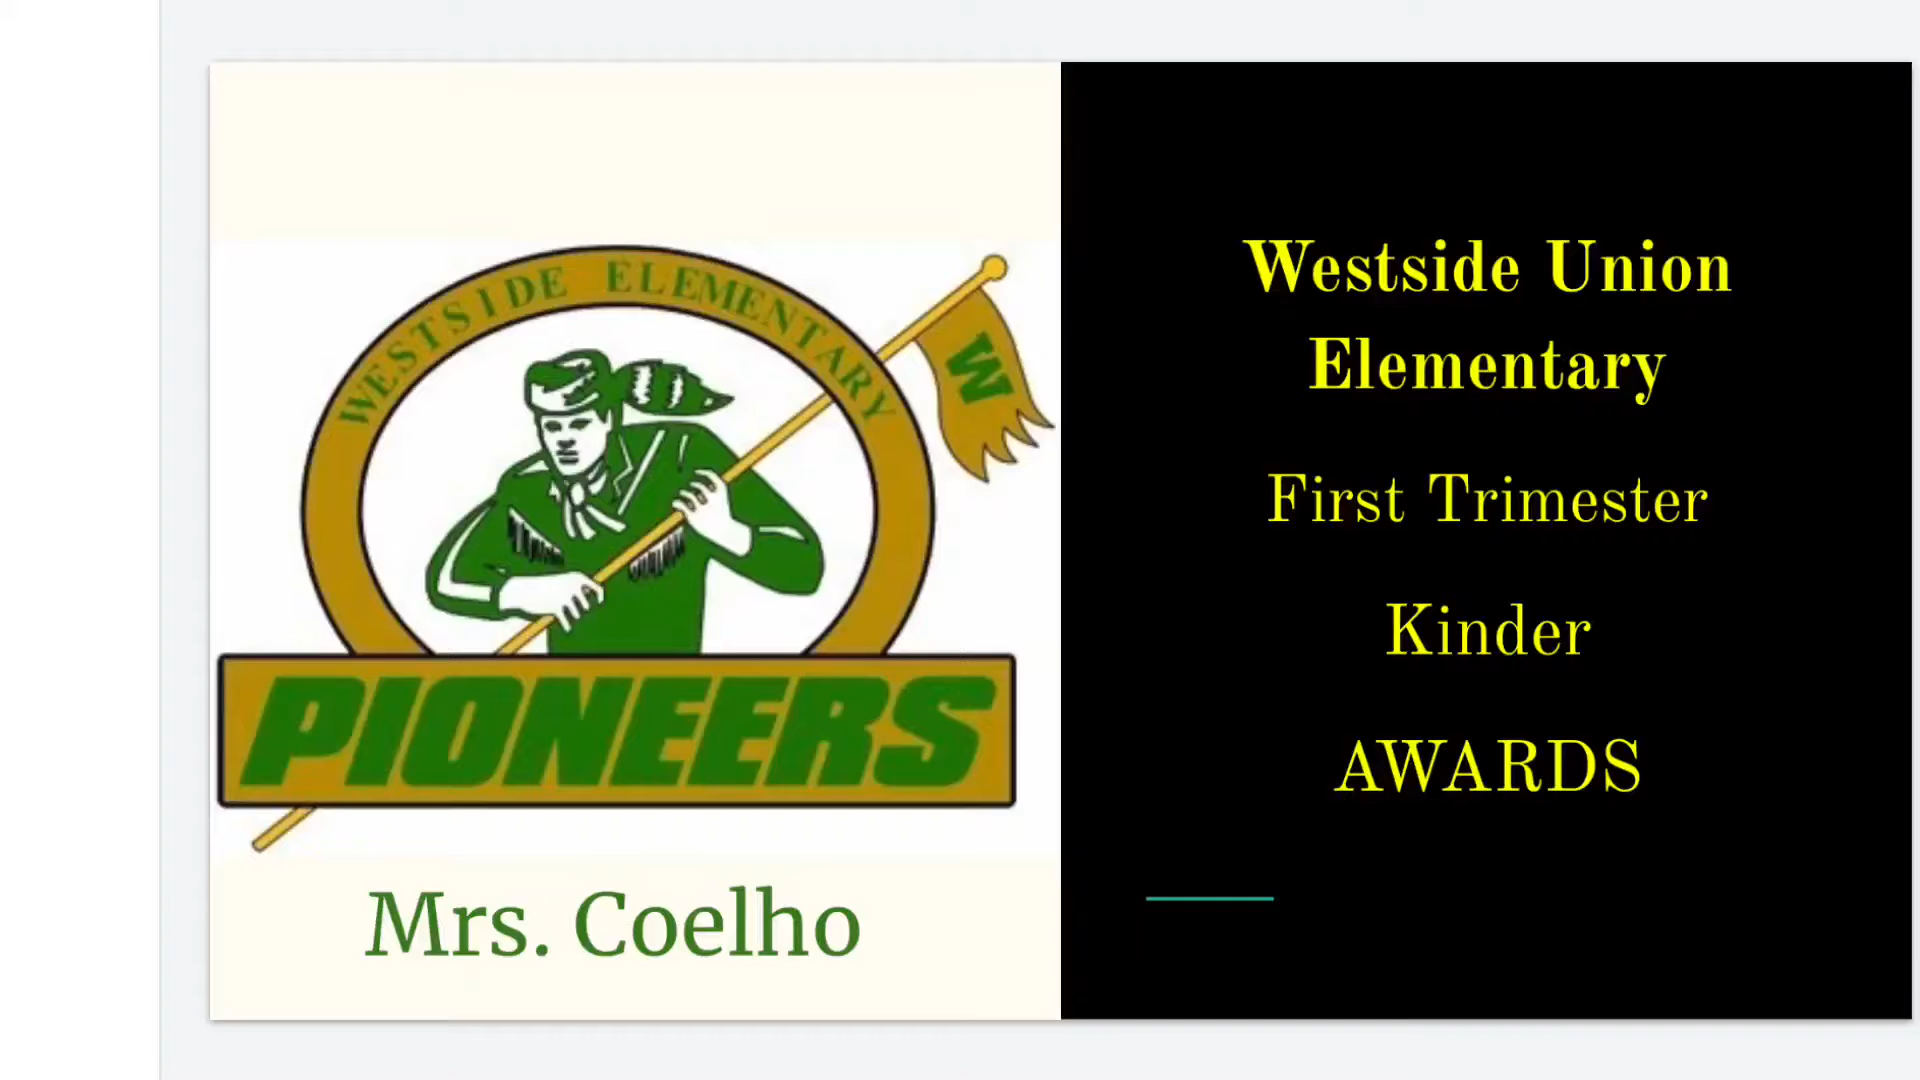 WESTSIDE ELEMENTARY
W
PIONEERS
Mrs. Coelho
Westside Union
Elementary
First Trimester
Kinder
AWARDS